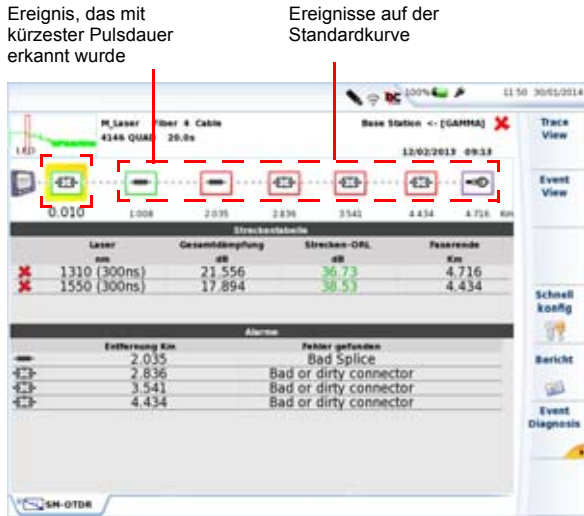 Ereignis, das mit
kürzester Pulsdauer
erkannt wurde
Ereignisse auf der
Standardkurve
100% 11:50 30/05/2014
M_Laser Fiber 4 Cable
Base Station <- [GAMMA]
4146 QUAD 20.0s
12/02/2013 09:13
LED
0.010 1.008 2.035 2.836 3.541 4.434 4.716 Km
Streckentabelle
Laser Gesamtdämpfung Strecken-ORL Faserende
nm dB dB Km
1310 (300ns) 21.556 36.73 4.716
1550 (300ns) 17.894 38.53 4.434
Alarme
Entfernung Km Fehler gefunden
2.035 Bad Splice
2.836 Bad or dirty connector
3.541 Bad or dirty connector
4.434 Bad or dirty connector
Trace
View
Event
View
Schnell
konfig
Bericht
Event
Diagnosis
SM-OTDR